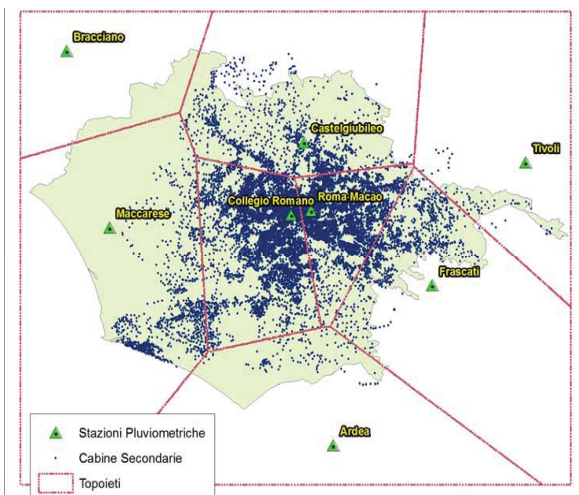 Bracciano
Castelgiubileo
Tivoli
Collegio Romano
Roma Macao
Maccarese
Frascati
Ardea
Stazioni Pluviometriche
Cabine Secondarie
Topoieti